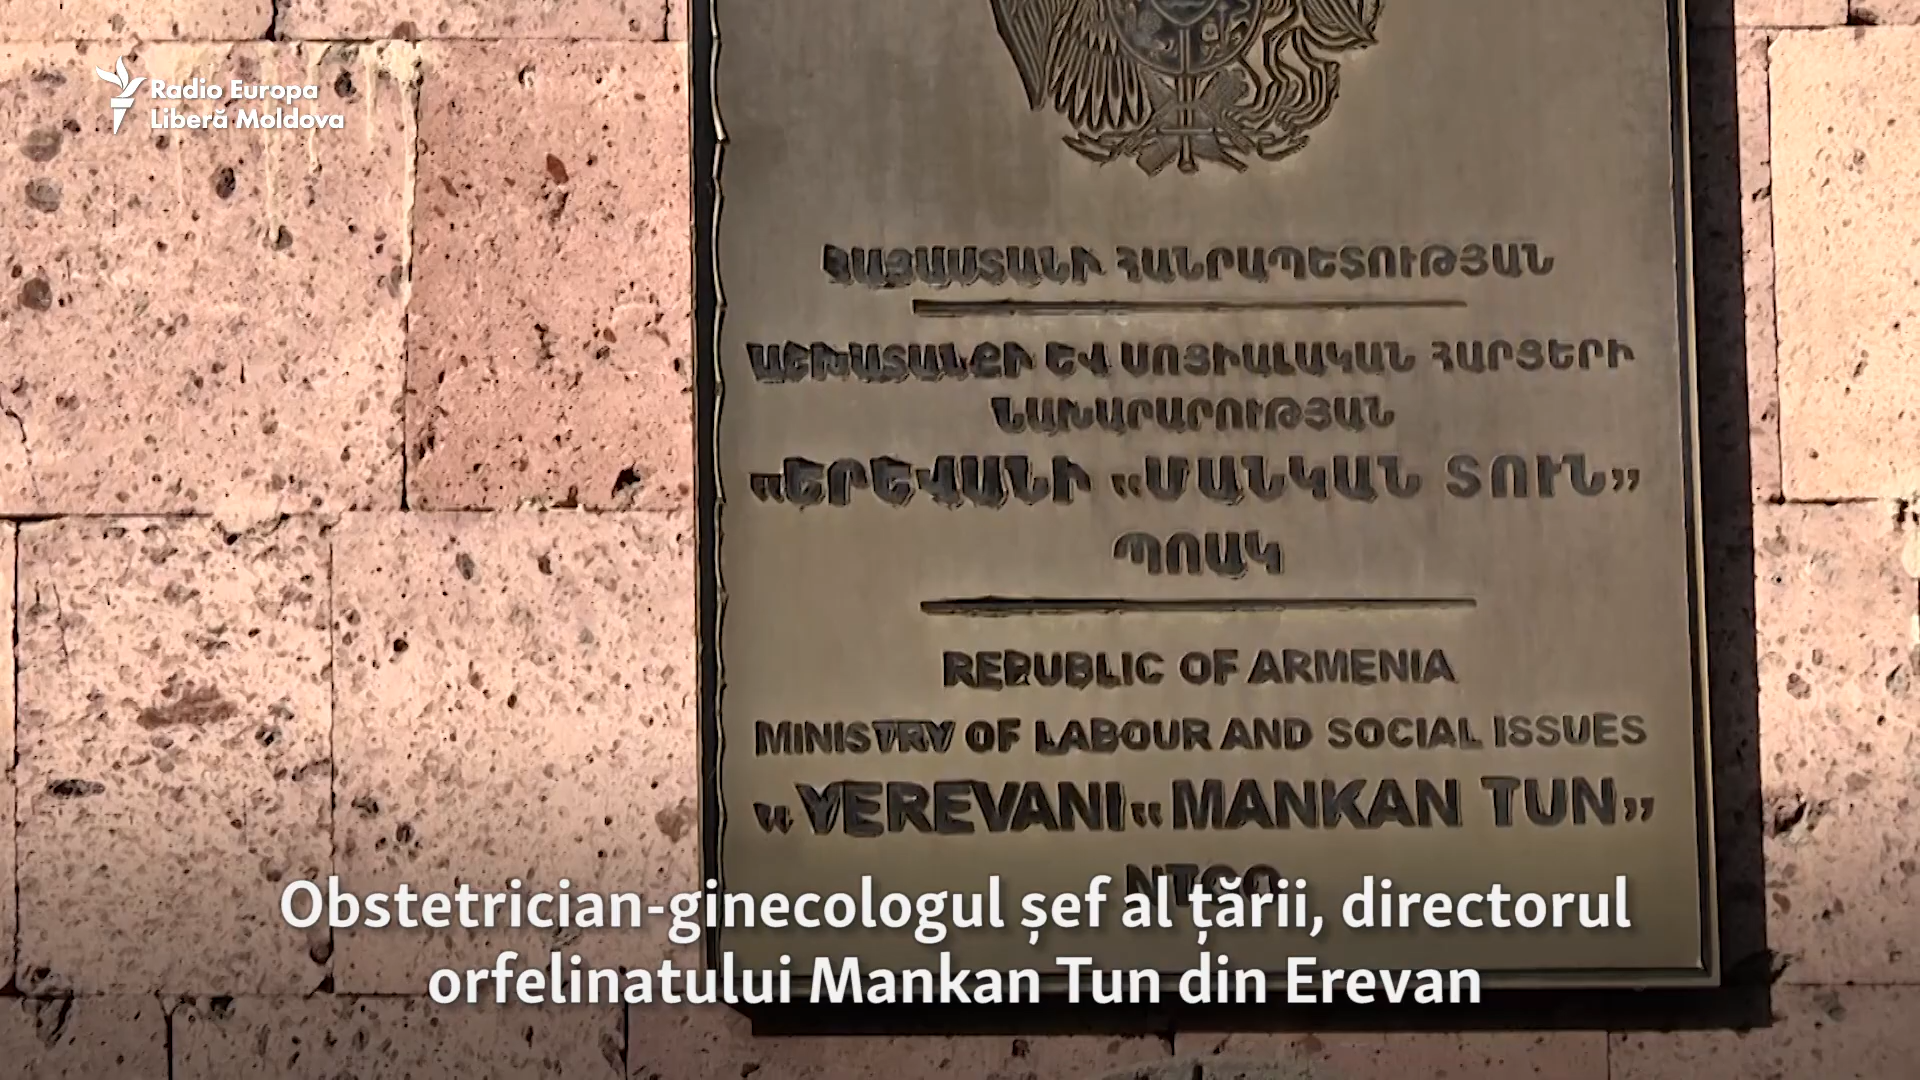 Radio Europa
Liberă Moldova
ՀԱՅԱՍՏԱՆԻ ՀԱՆՐԱՊԵՏՈՒԹՅԱՆ
ԱՇԽԱՏԱՆՔԻ ԵՎ ՍՈՑԻԱԼԱԿԱՆ ՀԱՐՑԵՐԻ
ՆԱԽԱՐԱՐՈՒԹՅԱՆ
«ԵՐԵՎԱՆԻ «ՄԱՆԿԱՆ ՏՈՒՆ»
ՊՈԱԿ
REPUBLIC OF ARMENIA
MINISTRY OF LABOUR AND SOCIAL ISSUES
«YEREVANI «MANKAN TUN»
Obstetrician-ginecologul șef al țării, directorul
orfelinatului Mankan Tun din Erevan